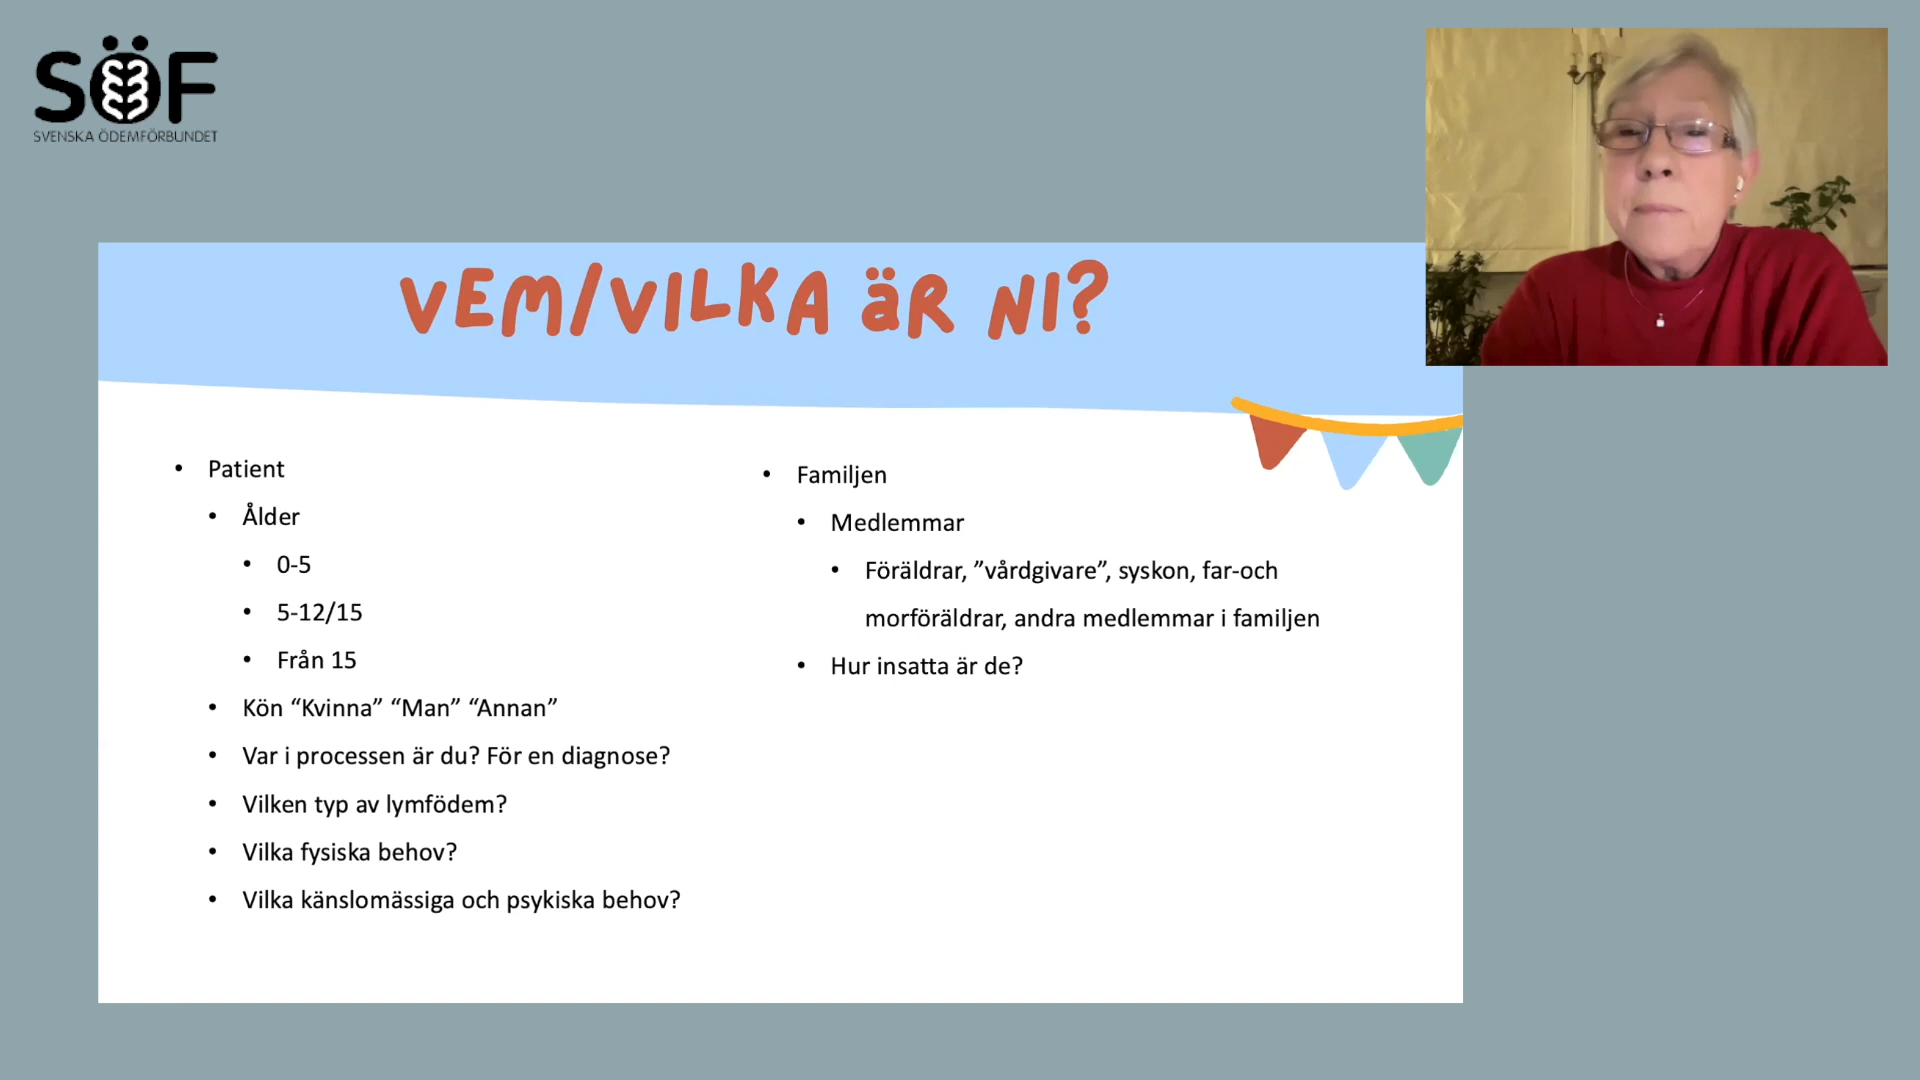 SÖF
SVENSKA ÖDEMFÖRBUNDET
VEM/VILKA äR NI?
• Patient
• Ålder
• 0-5
• 5-12/15
• Från 15
• Kön “Kvinna” “Man” “Annan”
• Var i processen är du? För en diagnose?
• Vilken typ av lymfödem?
• Vilka fysiska behov?
• Vilka känslomässiga och psykiska behov?
• Familjen
• Medlemmar
• Föräldrar, ”vårdgivare”, syskon, far-och
morföräldrar, andra medlemmar i familjen
• Hur insatta är de?